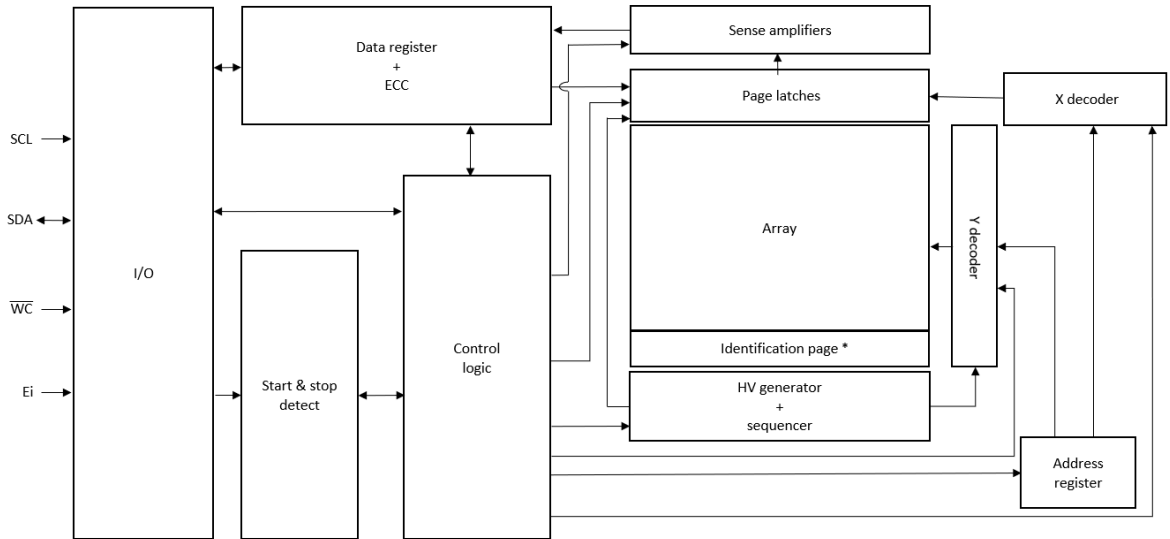 SCL
SDA
W̅C̅
Ei
I/O
Data register
+
ECC
Start & stop
detect
Control
logic
Sense amplifiers
Page latches
Array
Identification page *
HV generator
+
sequencer
Y decoder
X decoder
Address
register